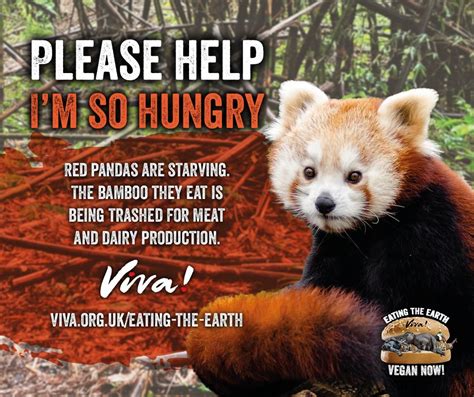 PLEASE HELP
I'M SO HUNGRY
RED PANDAS ARE STARVING.
THE BAMBOO THEY EAT IS
BEING TRASHED FOR MEAT
AND DAIRY PRODUCTION.
Viva!
VIVA.ORG.UK/EATING-THE-EARTH
EATING THE EARTH
Viva!
VEGAN NOW!